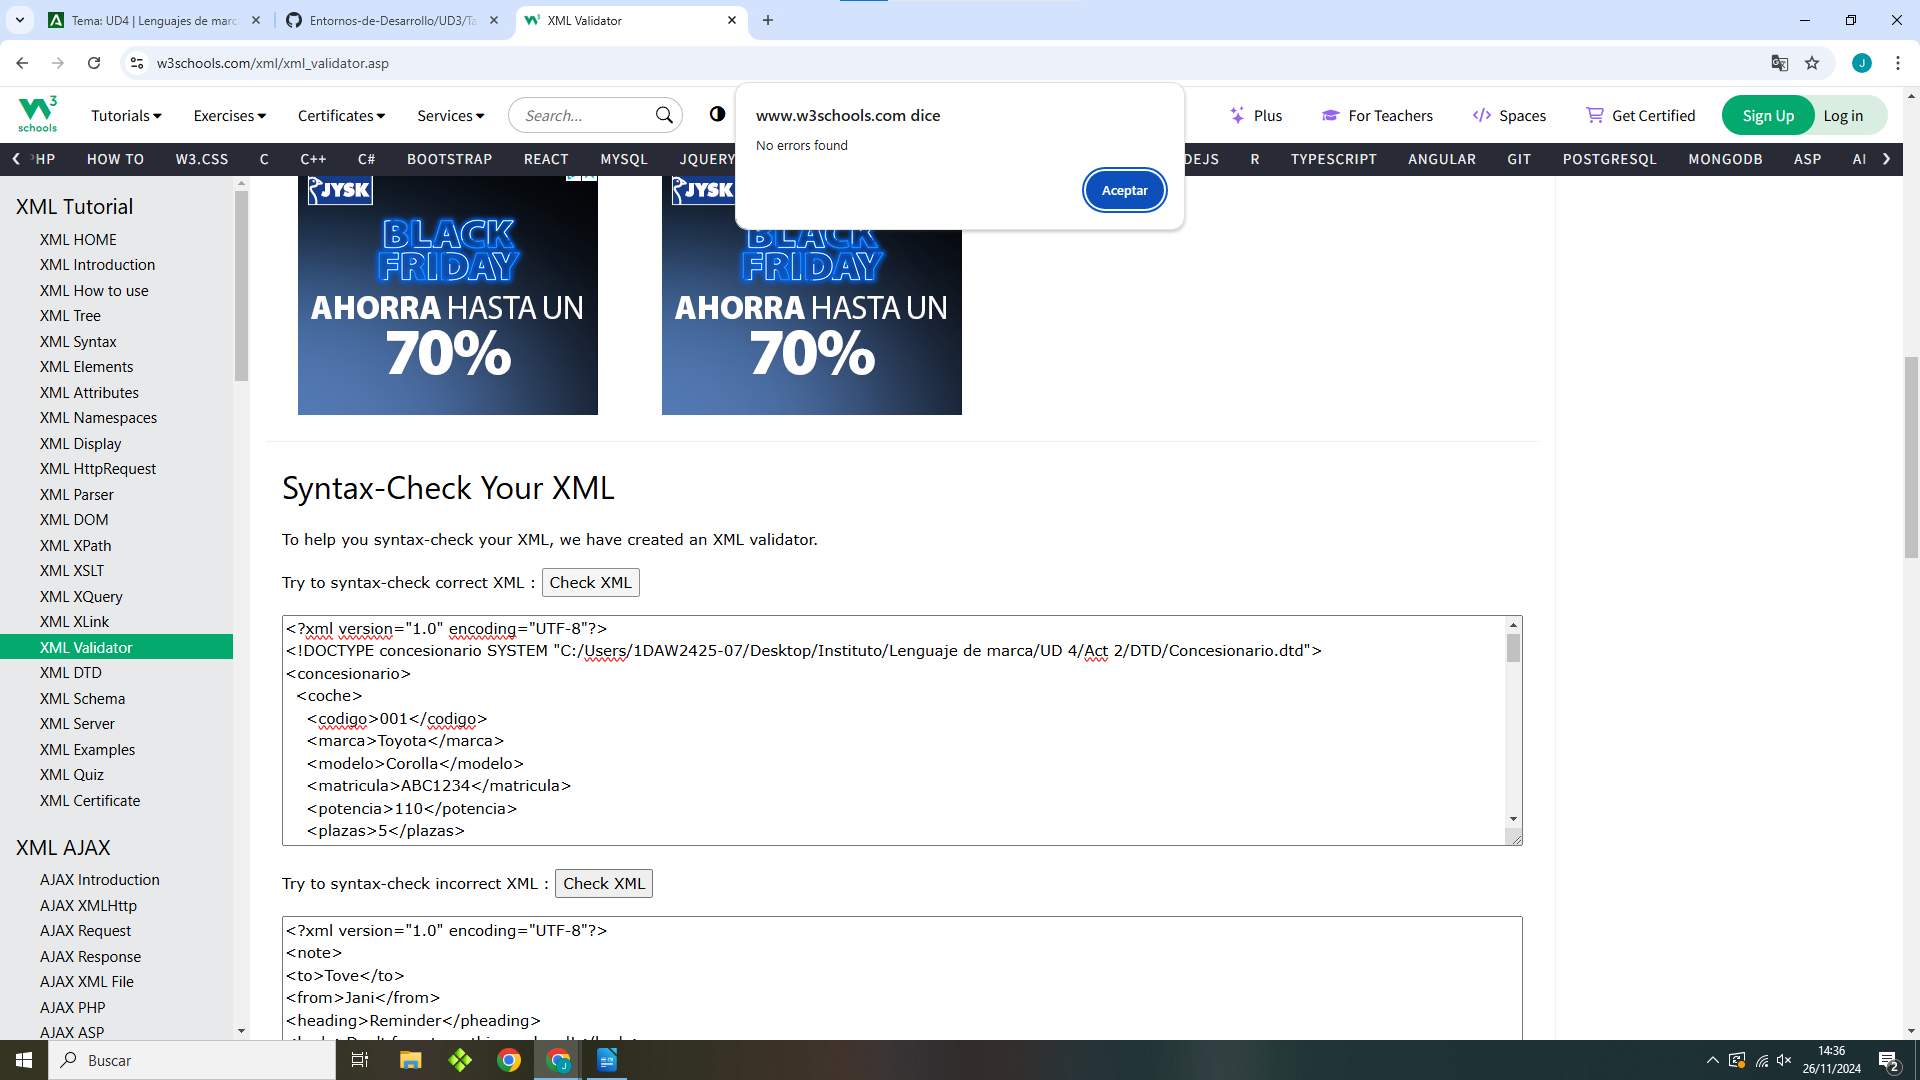 Tema: UD4 | Lenguajes de marc
Entornos-de-Desarrollo/UD3/Ta
XML Validator
w3schools.com/xml/xml_validator.asp
J
W3
schools
Tutorials
Exercises
Certificates
Services
Search...
Plus
For Teachers
Spaces
Get Certified
Sign Up
Log in
www.w3schools.com dice
No errors found
Aceptar
HP
HOW TO
W3.CSS
C
C++
C#
BOOTSTRAP
REACT
MYSQL
JQUERY
DEJS
R
TYPESCRIPT
ANGULAR
GIT
POSTGRESQL
MONGODB
ASP
AI
XML Tutorial
XML HOME
XML Introduction
XML How to use
XML Tree
XML Syntax
XML Elements
XML Attributes
XML Namespaces
XML Display
XML HttpRequest
XML Parser
XML DOM
XML XPath
XML XSLT
XML XQuery
XML XLink
XML Validator
XML DTD
XML Schema
XML Server
XML Examples
XML Quiz
XML Certificate
XML AJAX
AJAX Introduction
AJAX XMLHttp
AJAX Request
AJAX Response
AJAX XML File
AJAX PHP
AJAX ASP
JYSK
BLACK
FRIDAY
AHORRA HASTA UN
70%
JYSK
BLACK
FRIDAY
AHORRA HASTA UN
70%
Syntax-Check Your XML
To help you syntax-check your XML, we have created an XML validator.
Try to syntax-check correct XML : Check XML
<?xml version="1.0" encoding="UTF-8"?>
<!DOCTYPE concesionario SYSTEM "C:/Users/1DAW2425-07/Desktop/Instituto/Lenguaje de marca/UD 4/Act 2/DTD/Concesionario.dtd">
<concesionario>
<coche>
<codigo>001</codigo>
<marca>Toyota</marca>
<modelo>Corolla</modelo>
<matricula>ABC1234</matricula>
<potencia>110</potencia>
<plazas>5</plazas>
Try to syntax-check incorrect XML : Check XML
<?xml version="1.0" encoding="UTF-8"?>
<note>
<to>Tove</to>
<from>Jani</from>
<heading>Reminder</pheading>
Buscar
J
14:36
26/11/2024
2